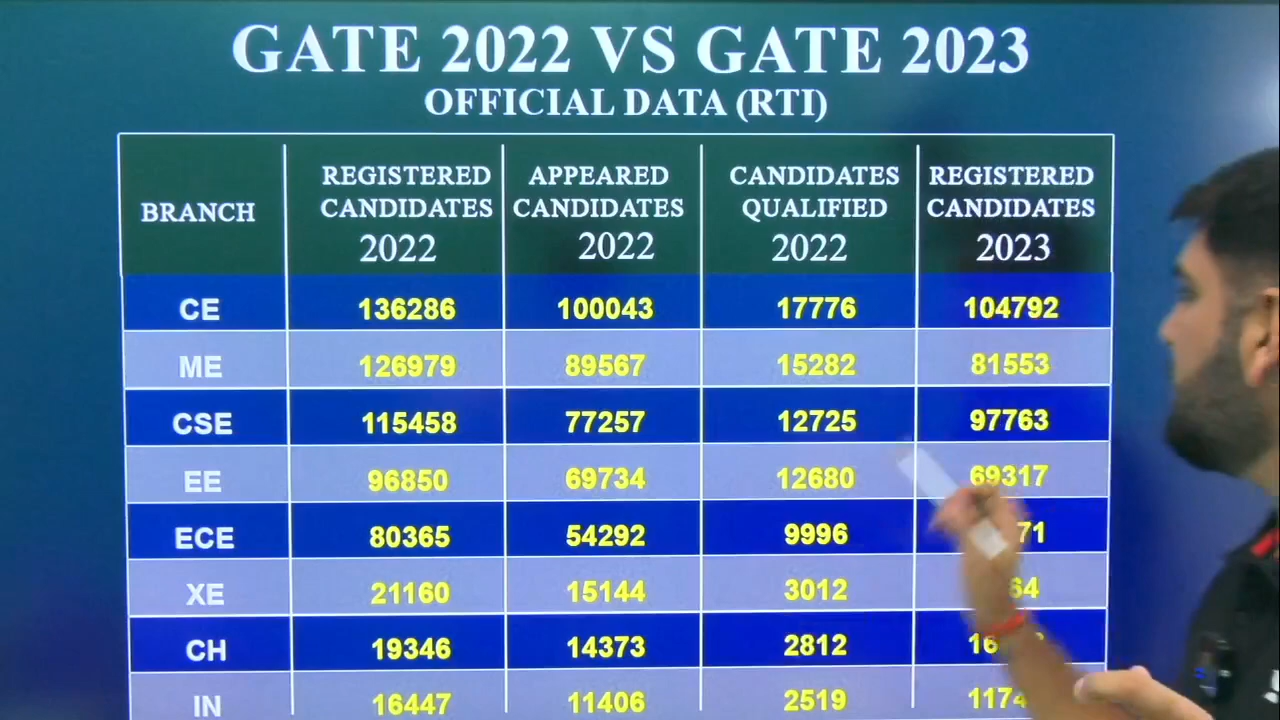 GATE 2022 VS GATE 2023
OFFICIAL DATA (RTI)
BRANCH REGISTERED CANDIDATES 2022 APPEARED CANDIDATES 2022 CANDIDATES QUALIFIED 2022 REGISTERED CANDIDATES 2023
CE 136286 100043 17776 104792
ME 126979 89567 15282 81553
CSE 115458 77257 12725 97763
EE 96850 69734 12680 69317
ECE 80365 54292 9996
XE 21160 15144 3012
CH 19346 14373 2812
IN 16447 11406 2519